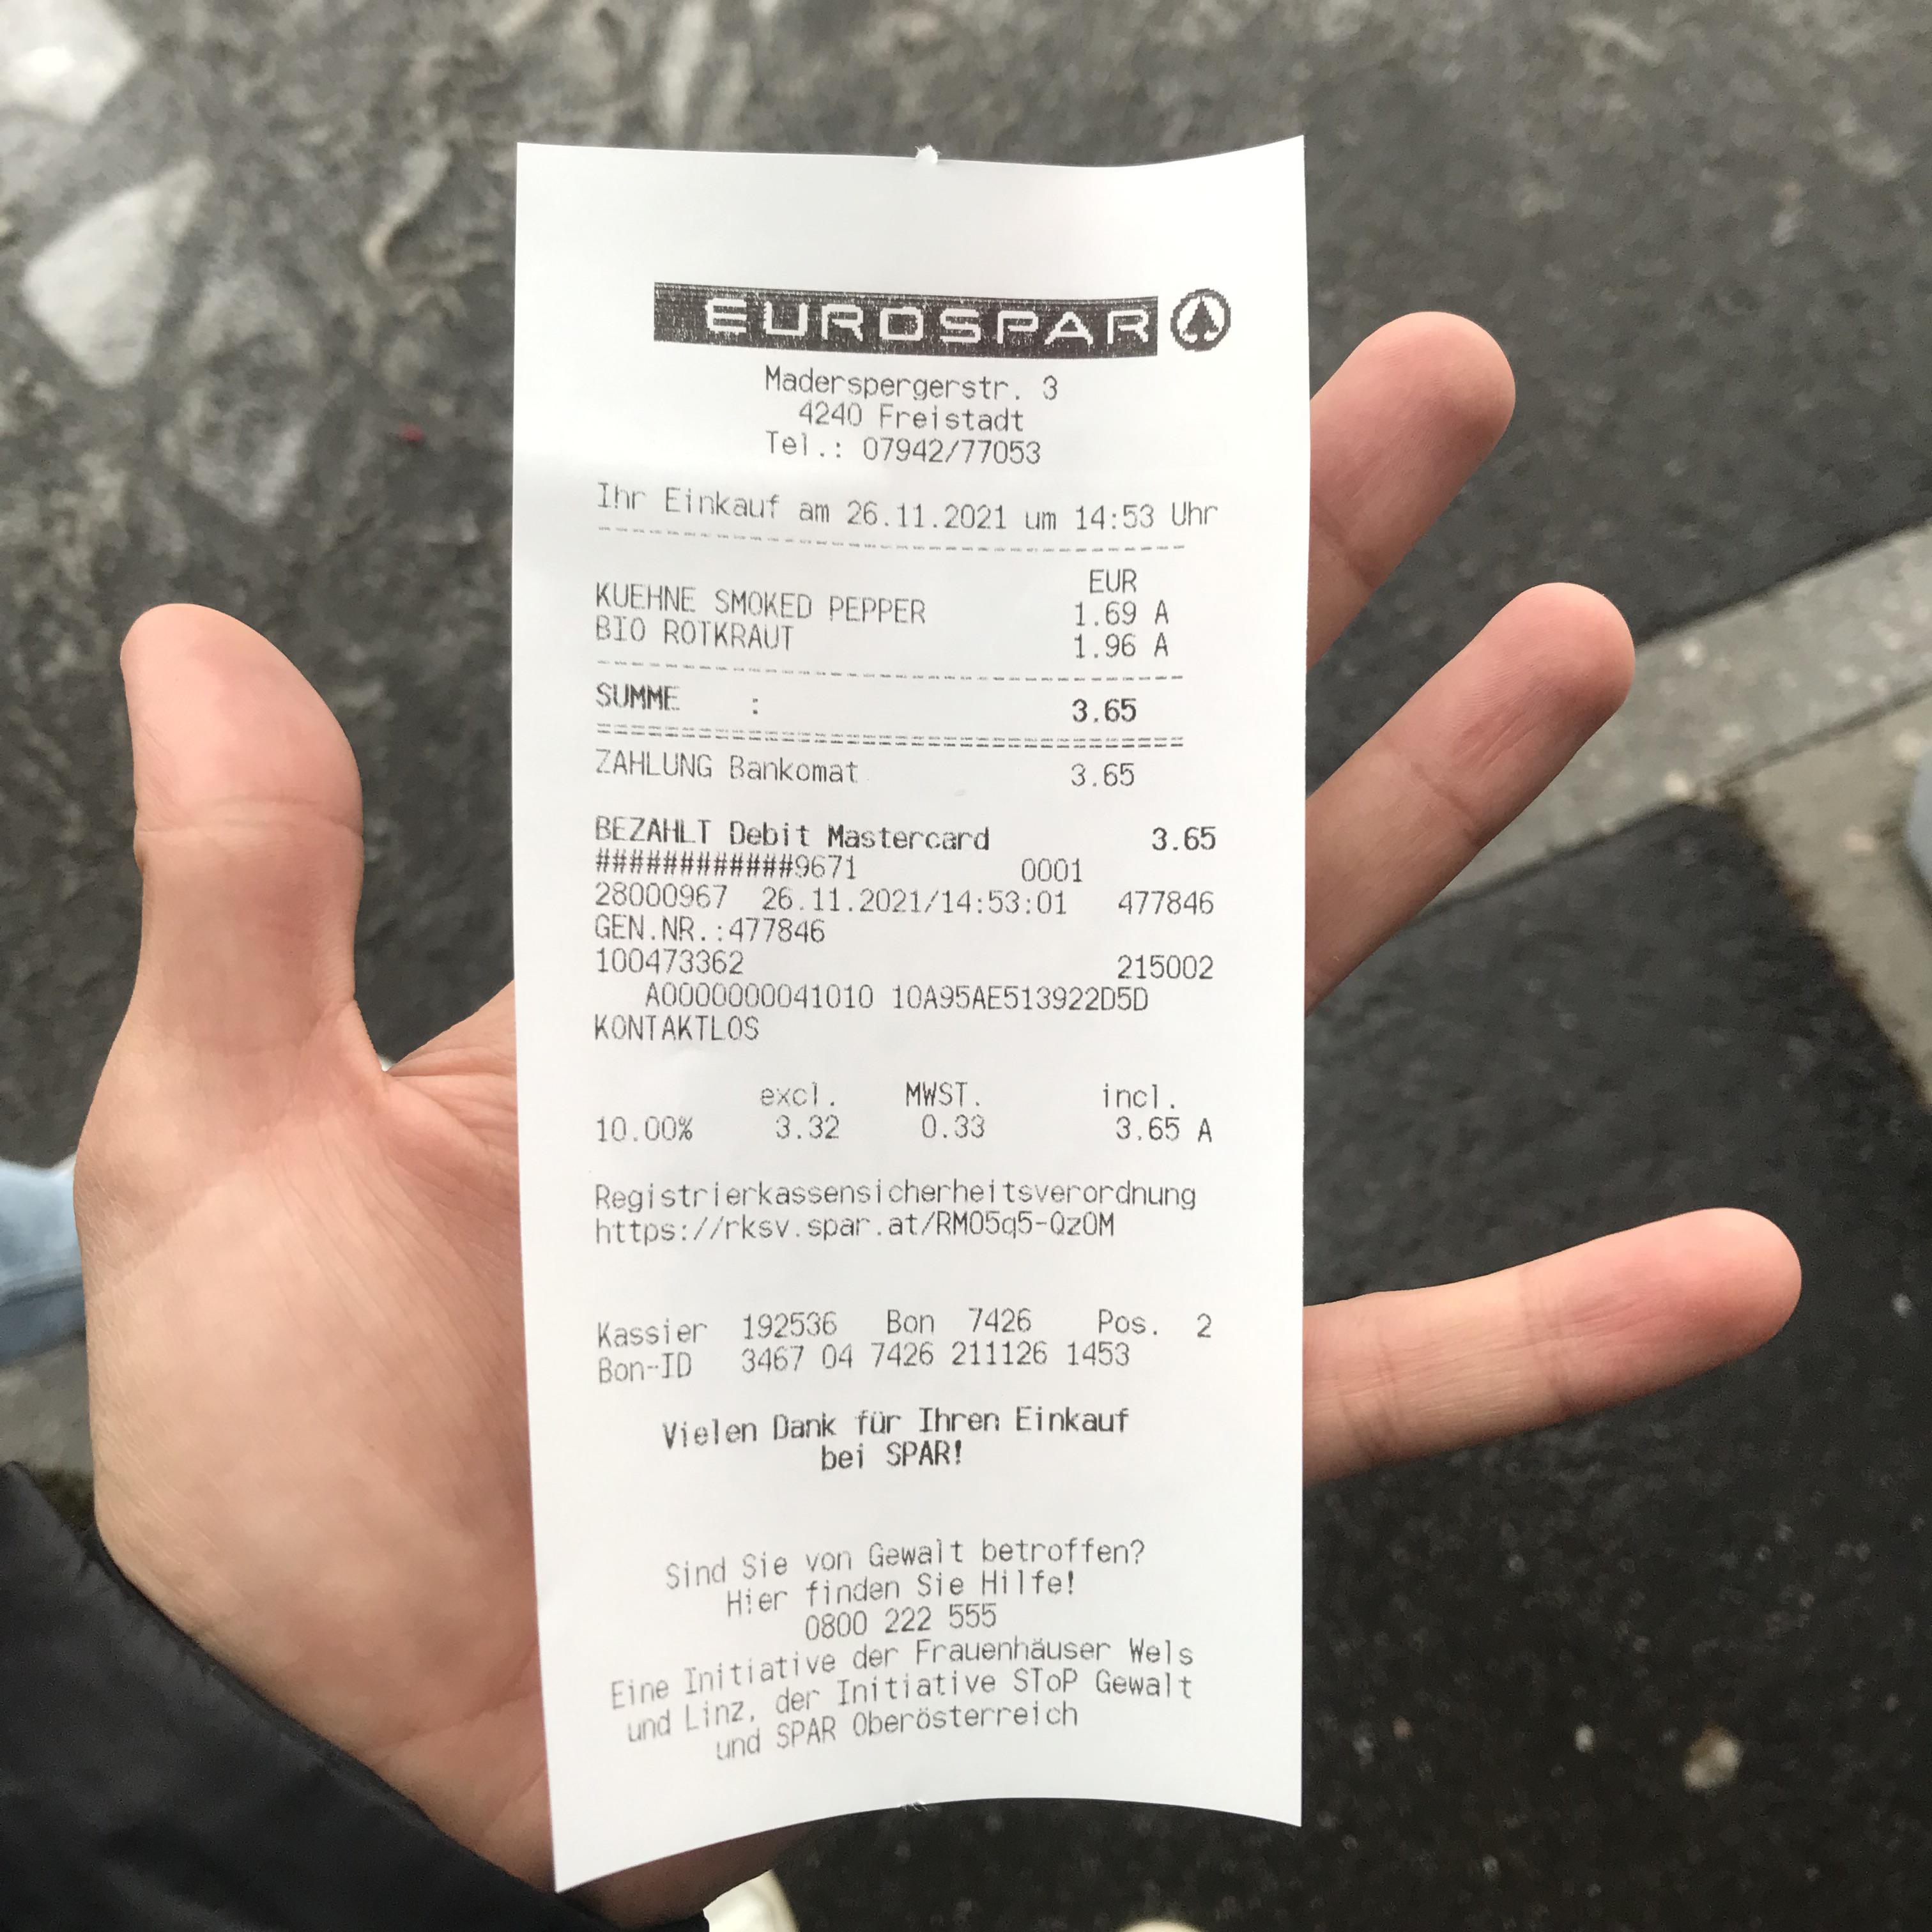 EUROSPAR
Maderspergerstr. 3
4240 Freistadt
Tel.: 07942/77053
Ihr Einkauf am 26.11.2021 um 14:53 Uhr
EUR
KUEHNE SMOKED PEPPER 1.69 A
BIO ROTKRAUT 1.96 A
SUMME : 3.65
ZAHLUNG Bankomat 3.65
BEZAHLT Debit Mastercard 3.65
############9671 0001
28000967 26.11.2021/14:53:01 477846
GEN.NR.:477846
100473362 215002
A0000000041010 10A95AE513922D5D
KONTAKTLOS
excl. MWST. incl.
10.00% 3.32 0.33 3.65 A
Registrierkassensicherheitsverordnung
https://rksv.spar.at/RMO5q5-QzOM
Kassier 192536 Bon 7426 Pos. 2
Bon-ID 3467 04 7426 211126 1453
Vielen Dank für Ihren Einkauf
bei SPAR!
Sind Sie von Gewalt betroffen?
Hier finden Sie Hilfe!
0800 222 555
Eine Initiative der Frauenhäuser Wels
und Linz, der Initiative SToP Gewalt
und SPAR Oberösterreich